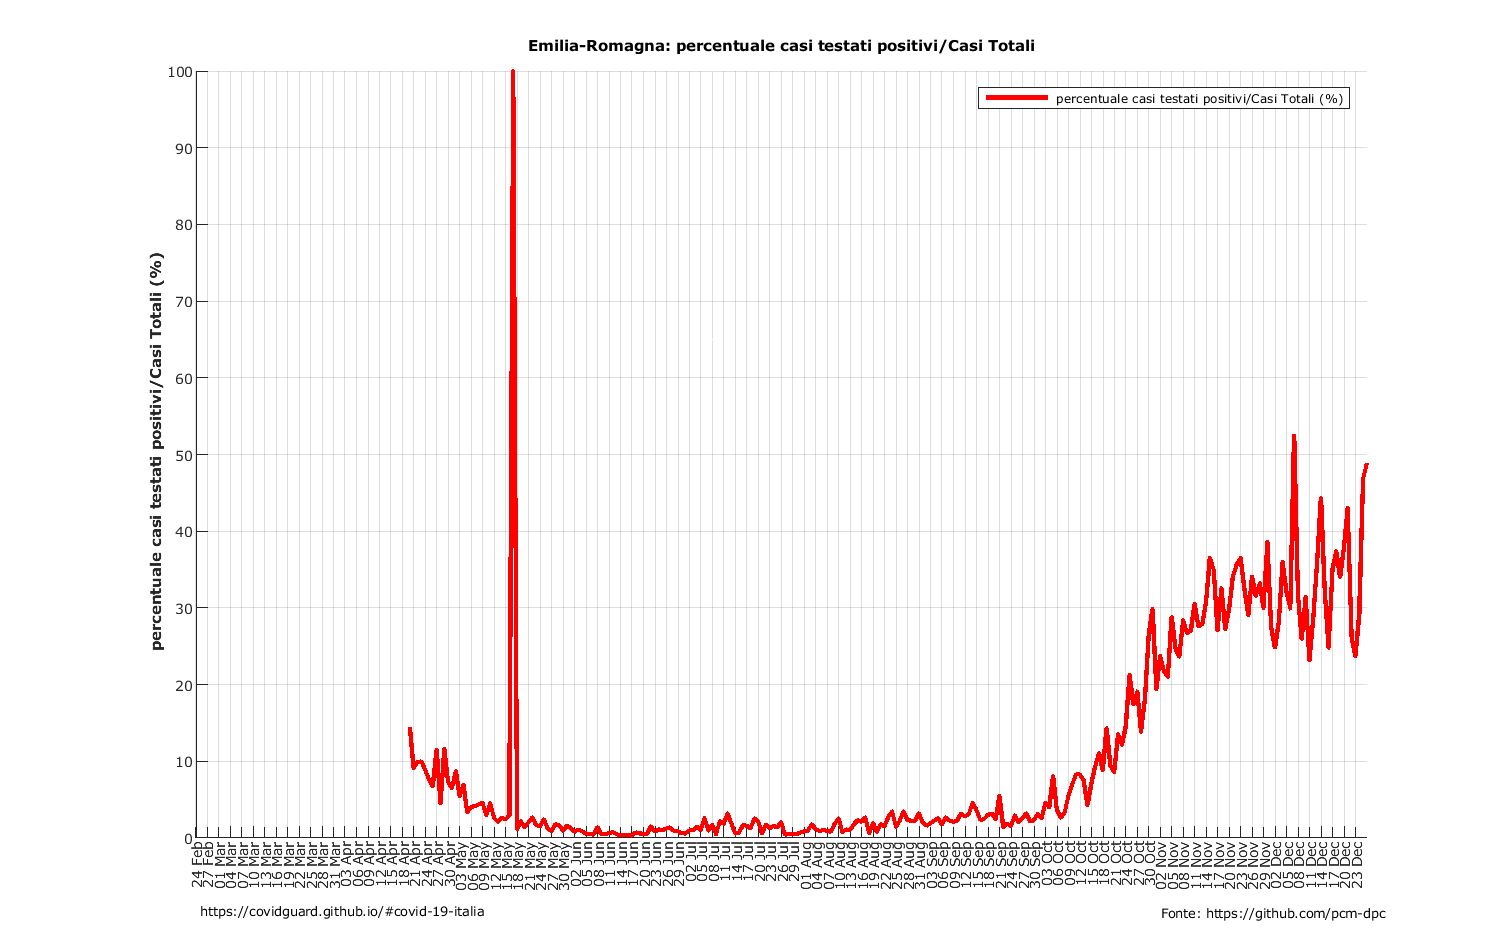 Emilia-Romagna: percentuale casi testati positivi/Casi Totali
percentuale casi testati positivi/Casi Totali (%)
percentuale casi testati positivi/Casi Totali (%)
100
90
80
70
60
50
40
30
20
10
0
24 Feb
27 Feb
01 Mar
04 Mar
07 Mar
10 Mar
13 Mar
16 Mar
19 Mar
22 Mar
25 Mar
28 Mar
31 Mar
03 Apr
06 Apr
09 Apr
12 Apr
15 Apr
18 Apr
21 Apr
24 Apr
27 Apr
30 Apr
03 May
06 May
09 May
12 May
15 May
18 May
21 May
24 May
27 May
30 May
02 Jun
05 Jun
08 Jun
11 Jun
14 Jun
17 Jun
20 Jun
23 Jun
26 Jun
29 Jun
02 Jul
05 Jul
08 Jul
11 Jul
14 Jul
17 Jul
20 Jul
23 Jul
26 Jul
29 Jul
01 Aug
04 Aug
07 Aug
10 Aug
13 Aug
16 Aug
19 Aug
22 Aug
25 Aug
28 Aug
31 Aug
03 Sep
06 Sep
09 Sep
12 Sep
15 Sep
18 Sep
21 Sep
24 Sep
27 Sep
30 Sep
03 Oct
06 Oct
09 Oct
12 Oct
15 Oct
18 Oct
21 Oct
24 Oct
27 Oct
30 Oct
02 Nov
05 Nov
08 Nov
11 Nov
14 Nov
17 Nov
20 Nov
23 Nov
26 Nov
29 Nov
02 Dec
05 Dec
08 Dec
11 Dec
14 Dec
17 Dec
20 Dec
23 Dec
https://covidguard.github.io/#covid-19-italia
Fonte: https://github.com/pcm-dpc